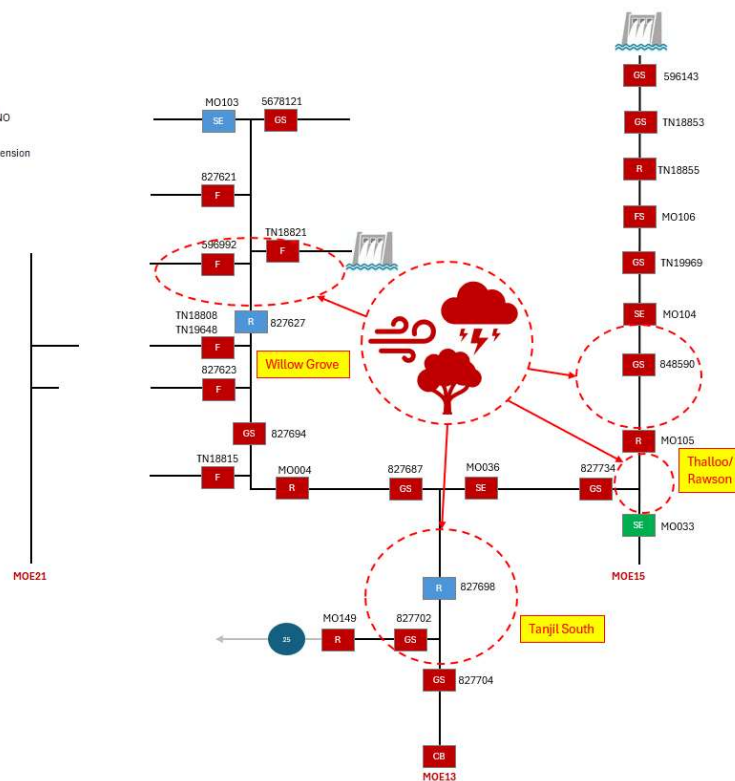 NO
ension
MO103
SE
5678121
GS
827621
F
596992
F
TN18821
F
TN18808
TN19648
F
R
827627
Willow Grove
827623
F
GS
827694
TN18815
F
MO004
R
827687
GS
MO036
SE
827734
GS
GS
596143
GS
TN18853
R
TN18855
FS
MO106
GS
TN19969
SE
MO104
GS
848590
R
MO105
Thalloo/
Rawson
SE
MO033
MOE15
MOE21
R
827698
Tanjil South
25
MO149
R
827702
GS
GS
827704
CB
MOE13